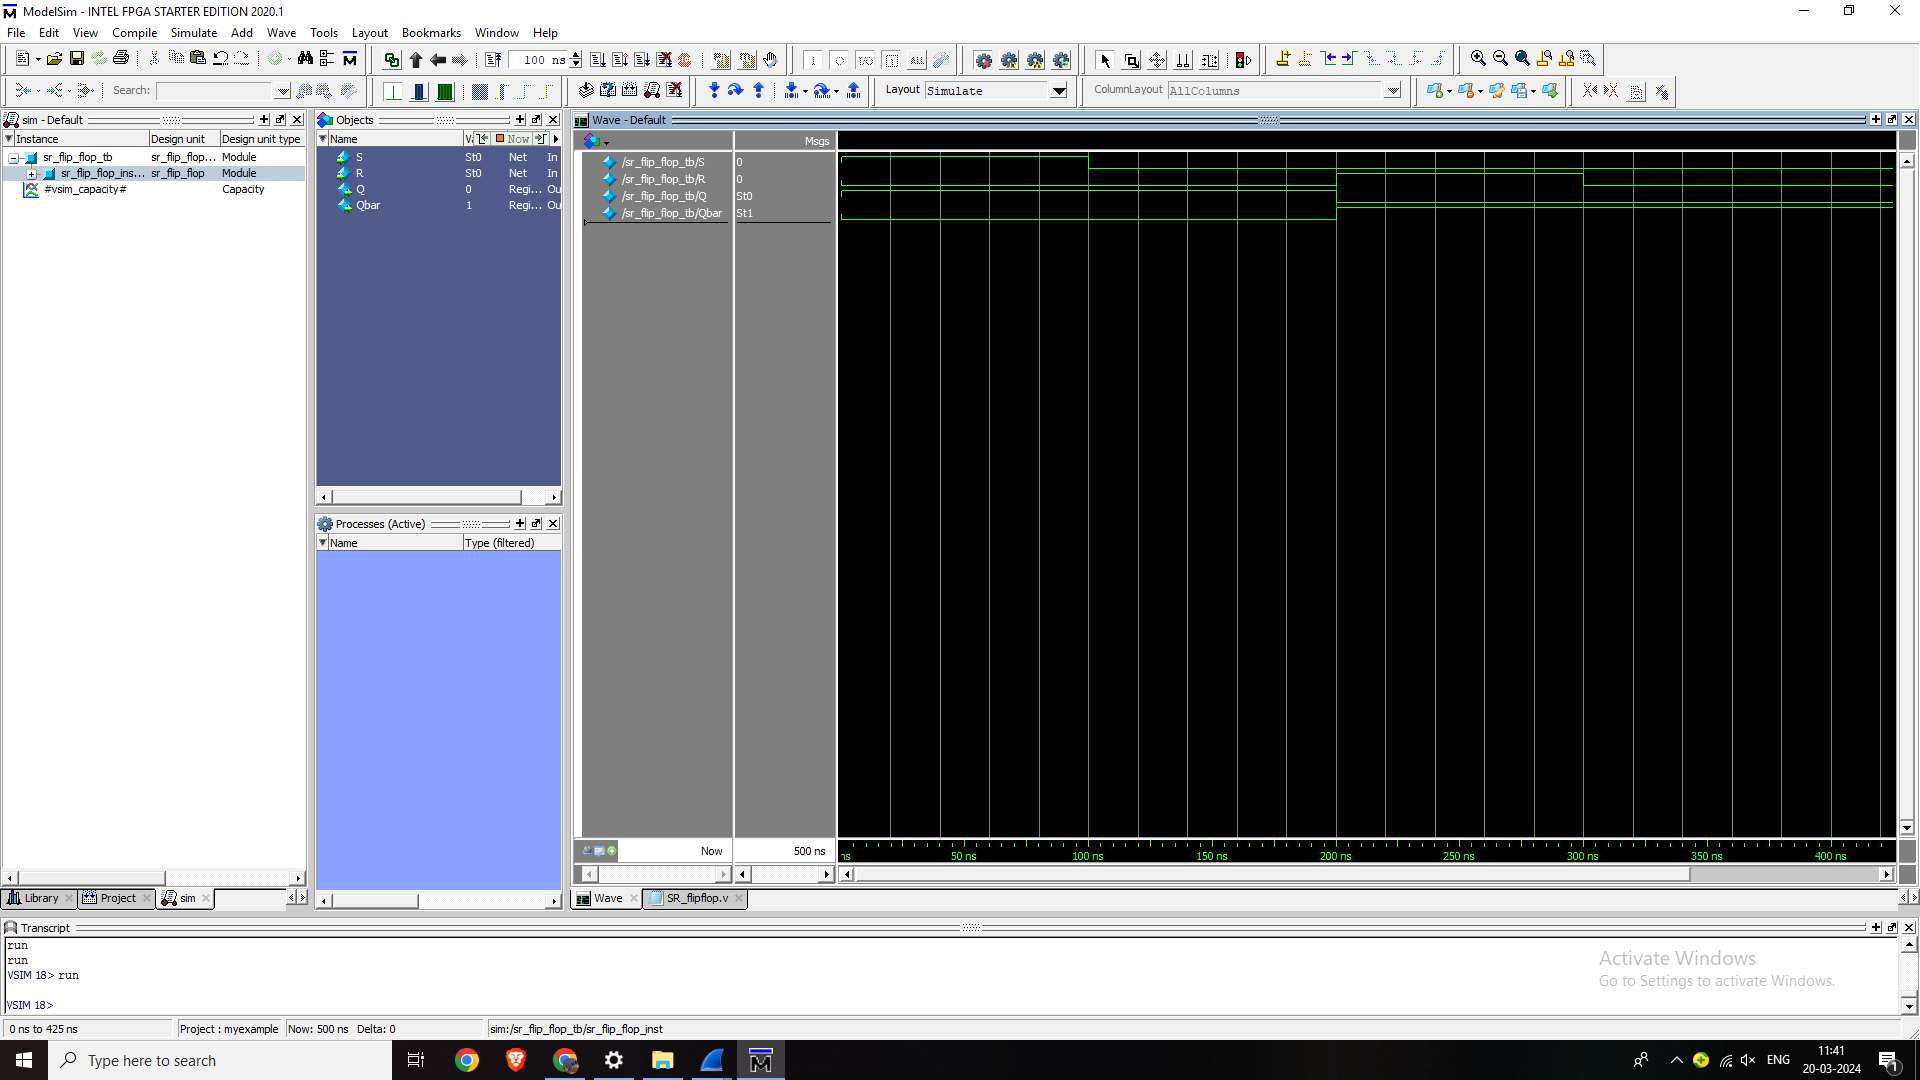 ModelSim - INTEL FPGA STARTER EDITION 2020.1
File Edit View Compile Simulate Add Wave Tools Layout Bookmarks Window Help
100 ns
Search:
Layout Simulate
ColumnLayout AllColumns
sim - Default
Instance Design unit Design unit type
sr_flip_flop_tb sr_flip_flop... Module
sr_flip_flop_ins... sr_flip_flop Module
#vsim_capacity# Capacity
Objects
Name Now
S St0 Net In
R St0 Net In
Q 0 Regi... Ou
Qbar 1 Regi... Ou
Processes (Active)
Name Type (filtered)
Wave - Default
Msgs
/sr_flip_flop_tb/S 0
/sr_flip_flop_tb/R 0
/sr_flip_flop_tb/Q St0
/sr_flip_flop_tb/Qbar St1
Now 500 ns
ns 50 ns 100 ns 150 ns 200 ns 250 ns 300 ns 350 ns 400 ns
Library Project sim
Wave SR_flipflop.v
Transcript
run
run
VSIM 18> run
VSIM 18>
Activate Windows
Go to Settings to activate Windows.
0 ns to 425 ns Project : myexample Now: 500 ns Delta: 0 sim:/sr_flip_flop_tb/sr_flip_flop_inst
Type here to search
ENG
11:41
20-03-2024
1